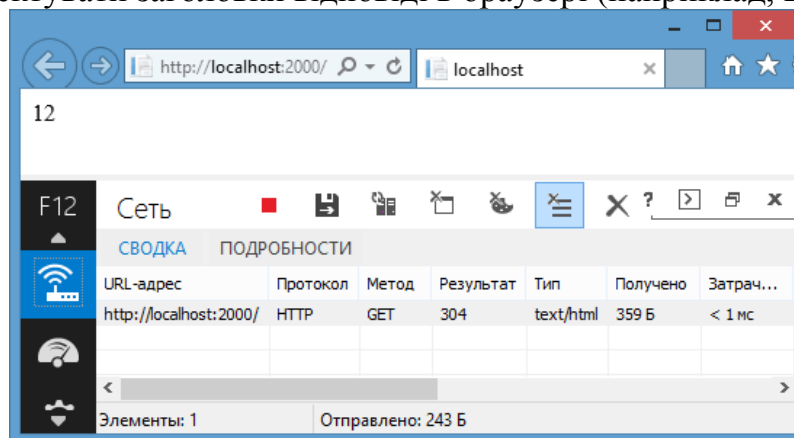 http://localhost:2000/ localhost
12
F12 Сеть ?
СВОДКА ПОДРОБНОСТИ
URL-адрес Протокол Метод Результат Тип Получено Затрач...
http://localhost:2000/ HTTP GET 304 text/html 359 Б < 1 мс
Элементы: 1 Отправлено: 243 Б